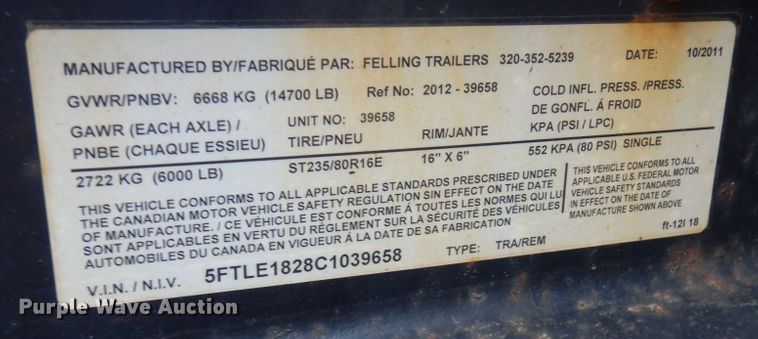 MANUFACTURED BY/FABRIQUÉ PAR: FELLING TRAILERS 320-352-5239 DATE: 10/2011
GVWR/PNBV: 6668 KG (14700 LB) Ref No: 2012 - 39658 COLD INFL. PRESS./PRESS.
GAWR (EACH AXLE) / UNIT NO: 39658 DE GONFL. Á FROID
PNBE (CHAQUE ESSIEU) TIRE/PNEU RIM/JANTE KPA (PSI / LPC)
2722 KG (6000 LB) ST235/80R16E 16" X 6" 552 KPA (80 PSI) SINGLE
THIS VEHICLE CONFORMS TO ALL APPLICABLE STANDARDS PRESCRIBED UNDER
THE CANADIAN MOTOR VEHICLE SAFETY REGULATION SIN EFFECT ON THE DATE
OF MANUFACTURE. / CE VÉHICULE EST CONFORME Á TOUTES LES NORMES QUI LU
SONT APPLICABLES EN VERTU DU RÉGLEMENT SUR LA SÉCURITÉ DES VÉHICULES
AUTOMOBILES DU CANADA EN VIGUEUR Á LA DATE DE SA FABRICATION
THIS VEHICLE CONFORMS TO ALL
APPLICABLE U.S. FEDERAL MOTOR
VEHICLE SAFETY STANDARDS
IN EFFECT ON THE DATE OF
MANUFACTURE SHOWN ABOVE
V.I.N. / N.I.V. 5FTLE1828C1039658 TYPE: TRA/REM ft-12l 18
Purple Wave Auction